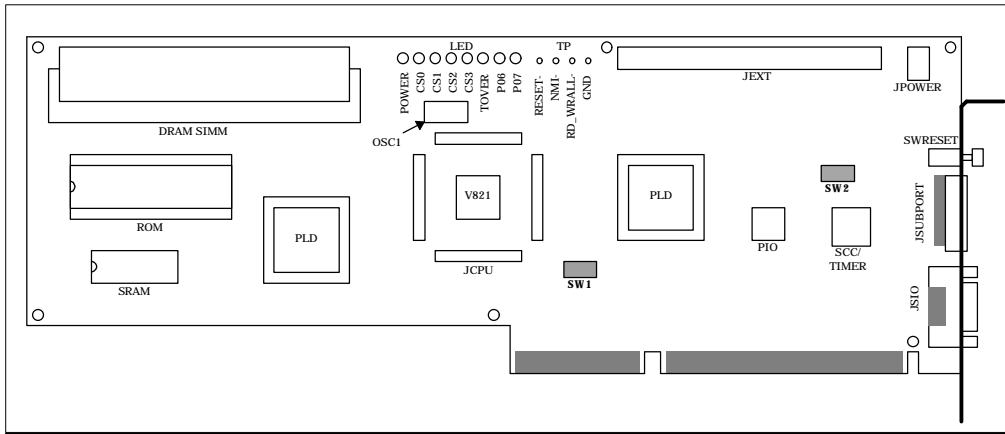 LED
TP
POWER
CS0
CS1
CS2
CS3
TOVER
P06
P07
RESET-
NMI-
RD_WRALL-
GND
JEXT
JPOWER
DRAM SIMM
OSC1
SWRESET
V821
PLD
SW2
JSUBPORT
ROM
PLD
PIO
SCC/
TIMER
JCPU
SW1
SRAM
JSIO